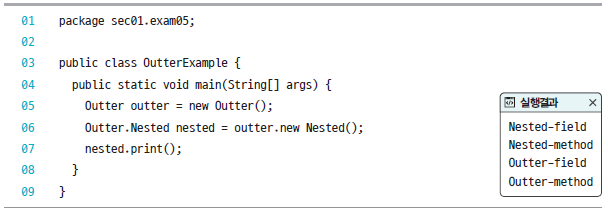 01 package sec01.exam05;
02
03 public class OutterExample {
04 public static void main(String[] args) {
05 Outter outter = new Outter();
06 Outter.Nested nested = outter.new Nested();
07 nested.print();
08 }
09 }
실행결과 ×
Nested-field
Nested-method
Outter-field
Outter-method